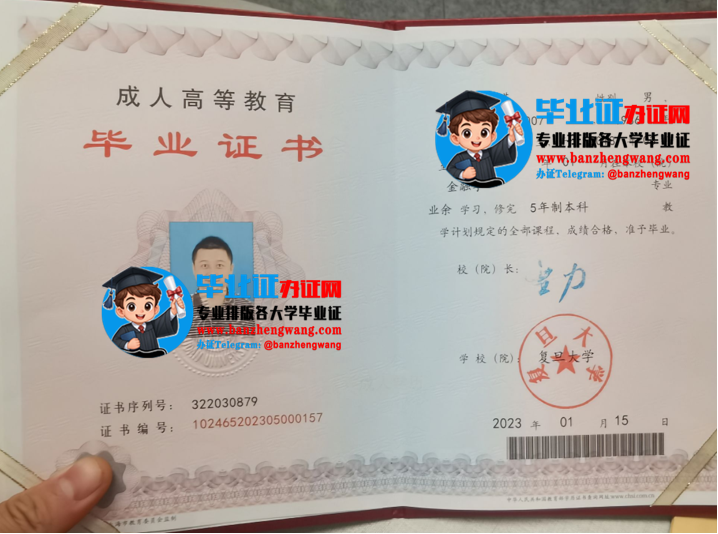 成人高等教育
毕业证书
毕业证办证网
专业排版各大学毕业证
www.banzhengwang.com
办证Telegram: @banzhengwang
证书序列号： 322030879
证书编号： 102465202305000157
性别 男 ，
毕业证办证网
专业排版各大学毕业证
www.banzhengwang.com
办证Telegram: @banzhengwang
专业
业余 学习，修完 5年制本科 教
学计划规定的全部课程、成绩合格，准予毕业。
校（院）长：
学校（院）： 复旦大学
复旦大学
2023 年 01 月 15 日